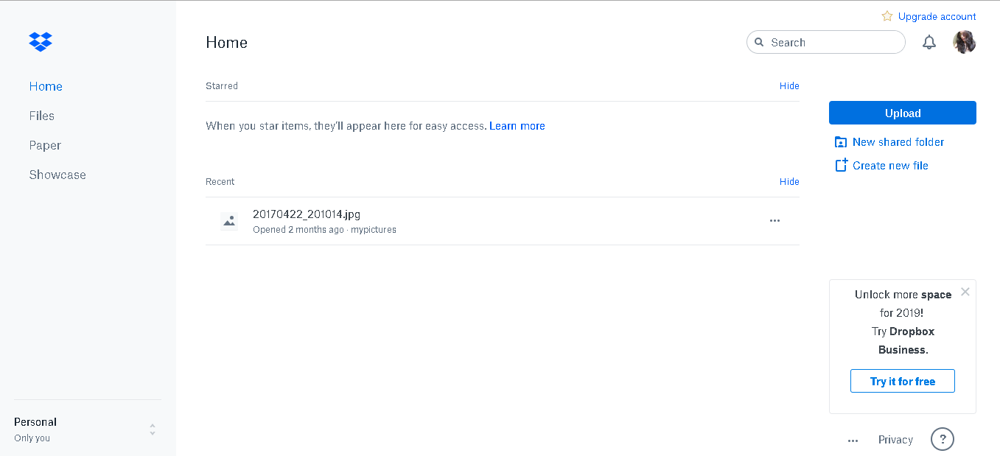 Upgrade account
Home
Search
Home
Files
Paper
Showcase
Starred
Hide
When you star items, they'll appear here for easy access. Learn more
Recent
Hide
20170422_201014.jpg
Opened 2 months ago · mypictures
Upload
New shared folder
Create new file
Unlock more space
for 2019!
Try Dropbox
Business.
Try it for free
Personal
Only you
Privacy
?